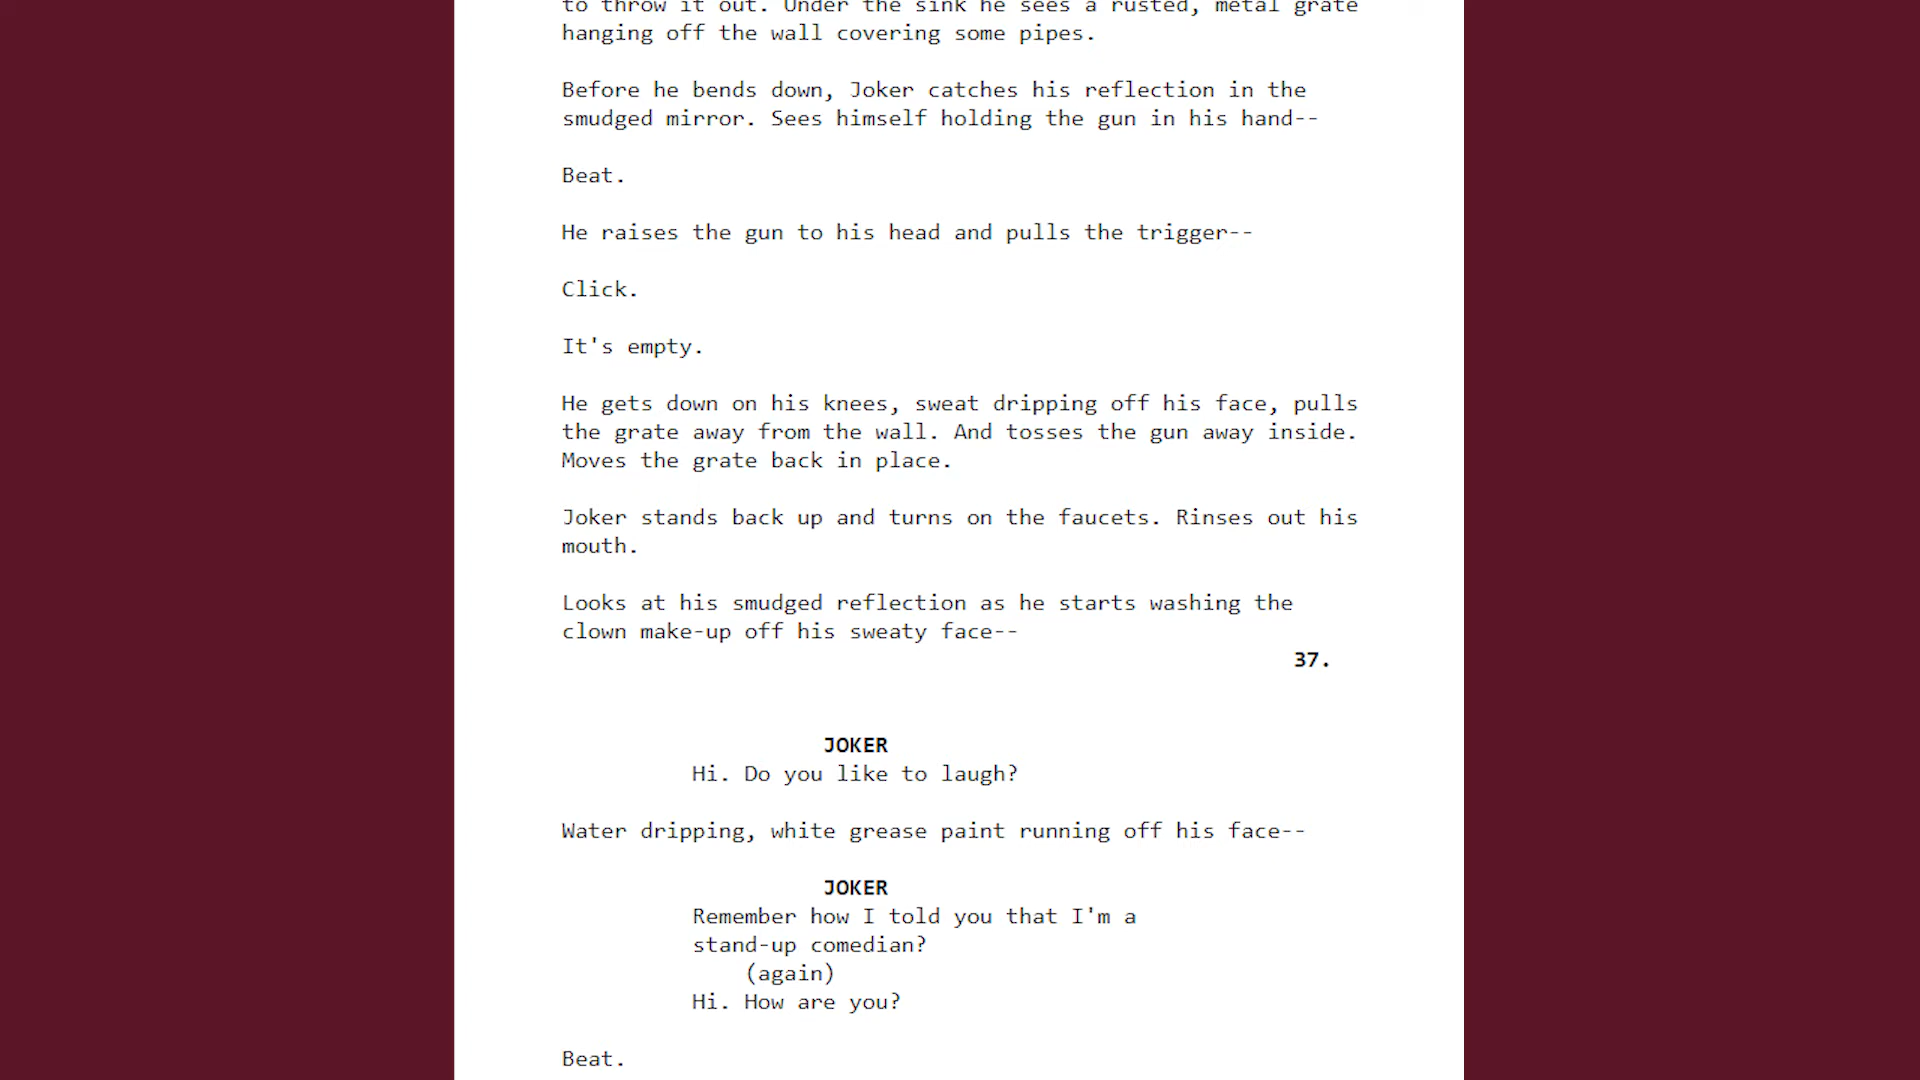 to throw it out. Under the sink he sees a rusted, metal grate
hanging off the wall covering some pipes.
Before he bends down, Joker catches his reflection in the
smudged mirror. Sees himself holding the gun in his hand--
Beat.
He raises the gun to his head and pulls the trigger--
Click.
It's empty.
He gets down on his knees, sweat dripping off his face, pulls
the grate away from the wall. And tosses the gun away inside.
Moves the grate back in place.
Joker stands back up and turns on the faucets. Rinses out his
mouth.
Looks at his smudged reflection as he starts washing the
clown make-up off his sweaty face--
37.
JOKER
Hi. Do you like to laugh?
Water dripping, white grease paint running off his face--
JOKER
Remember how I told you that I'm a
stand-up comedian?
(again)
Hi. How are you?
Beat.